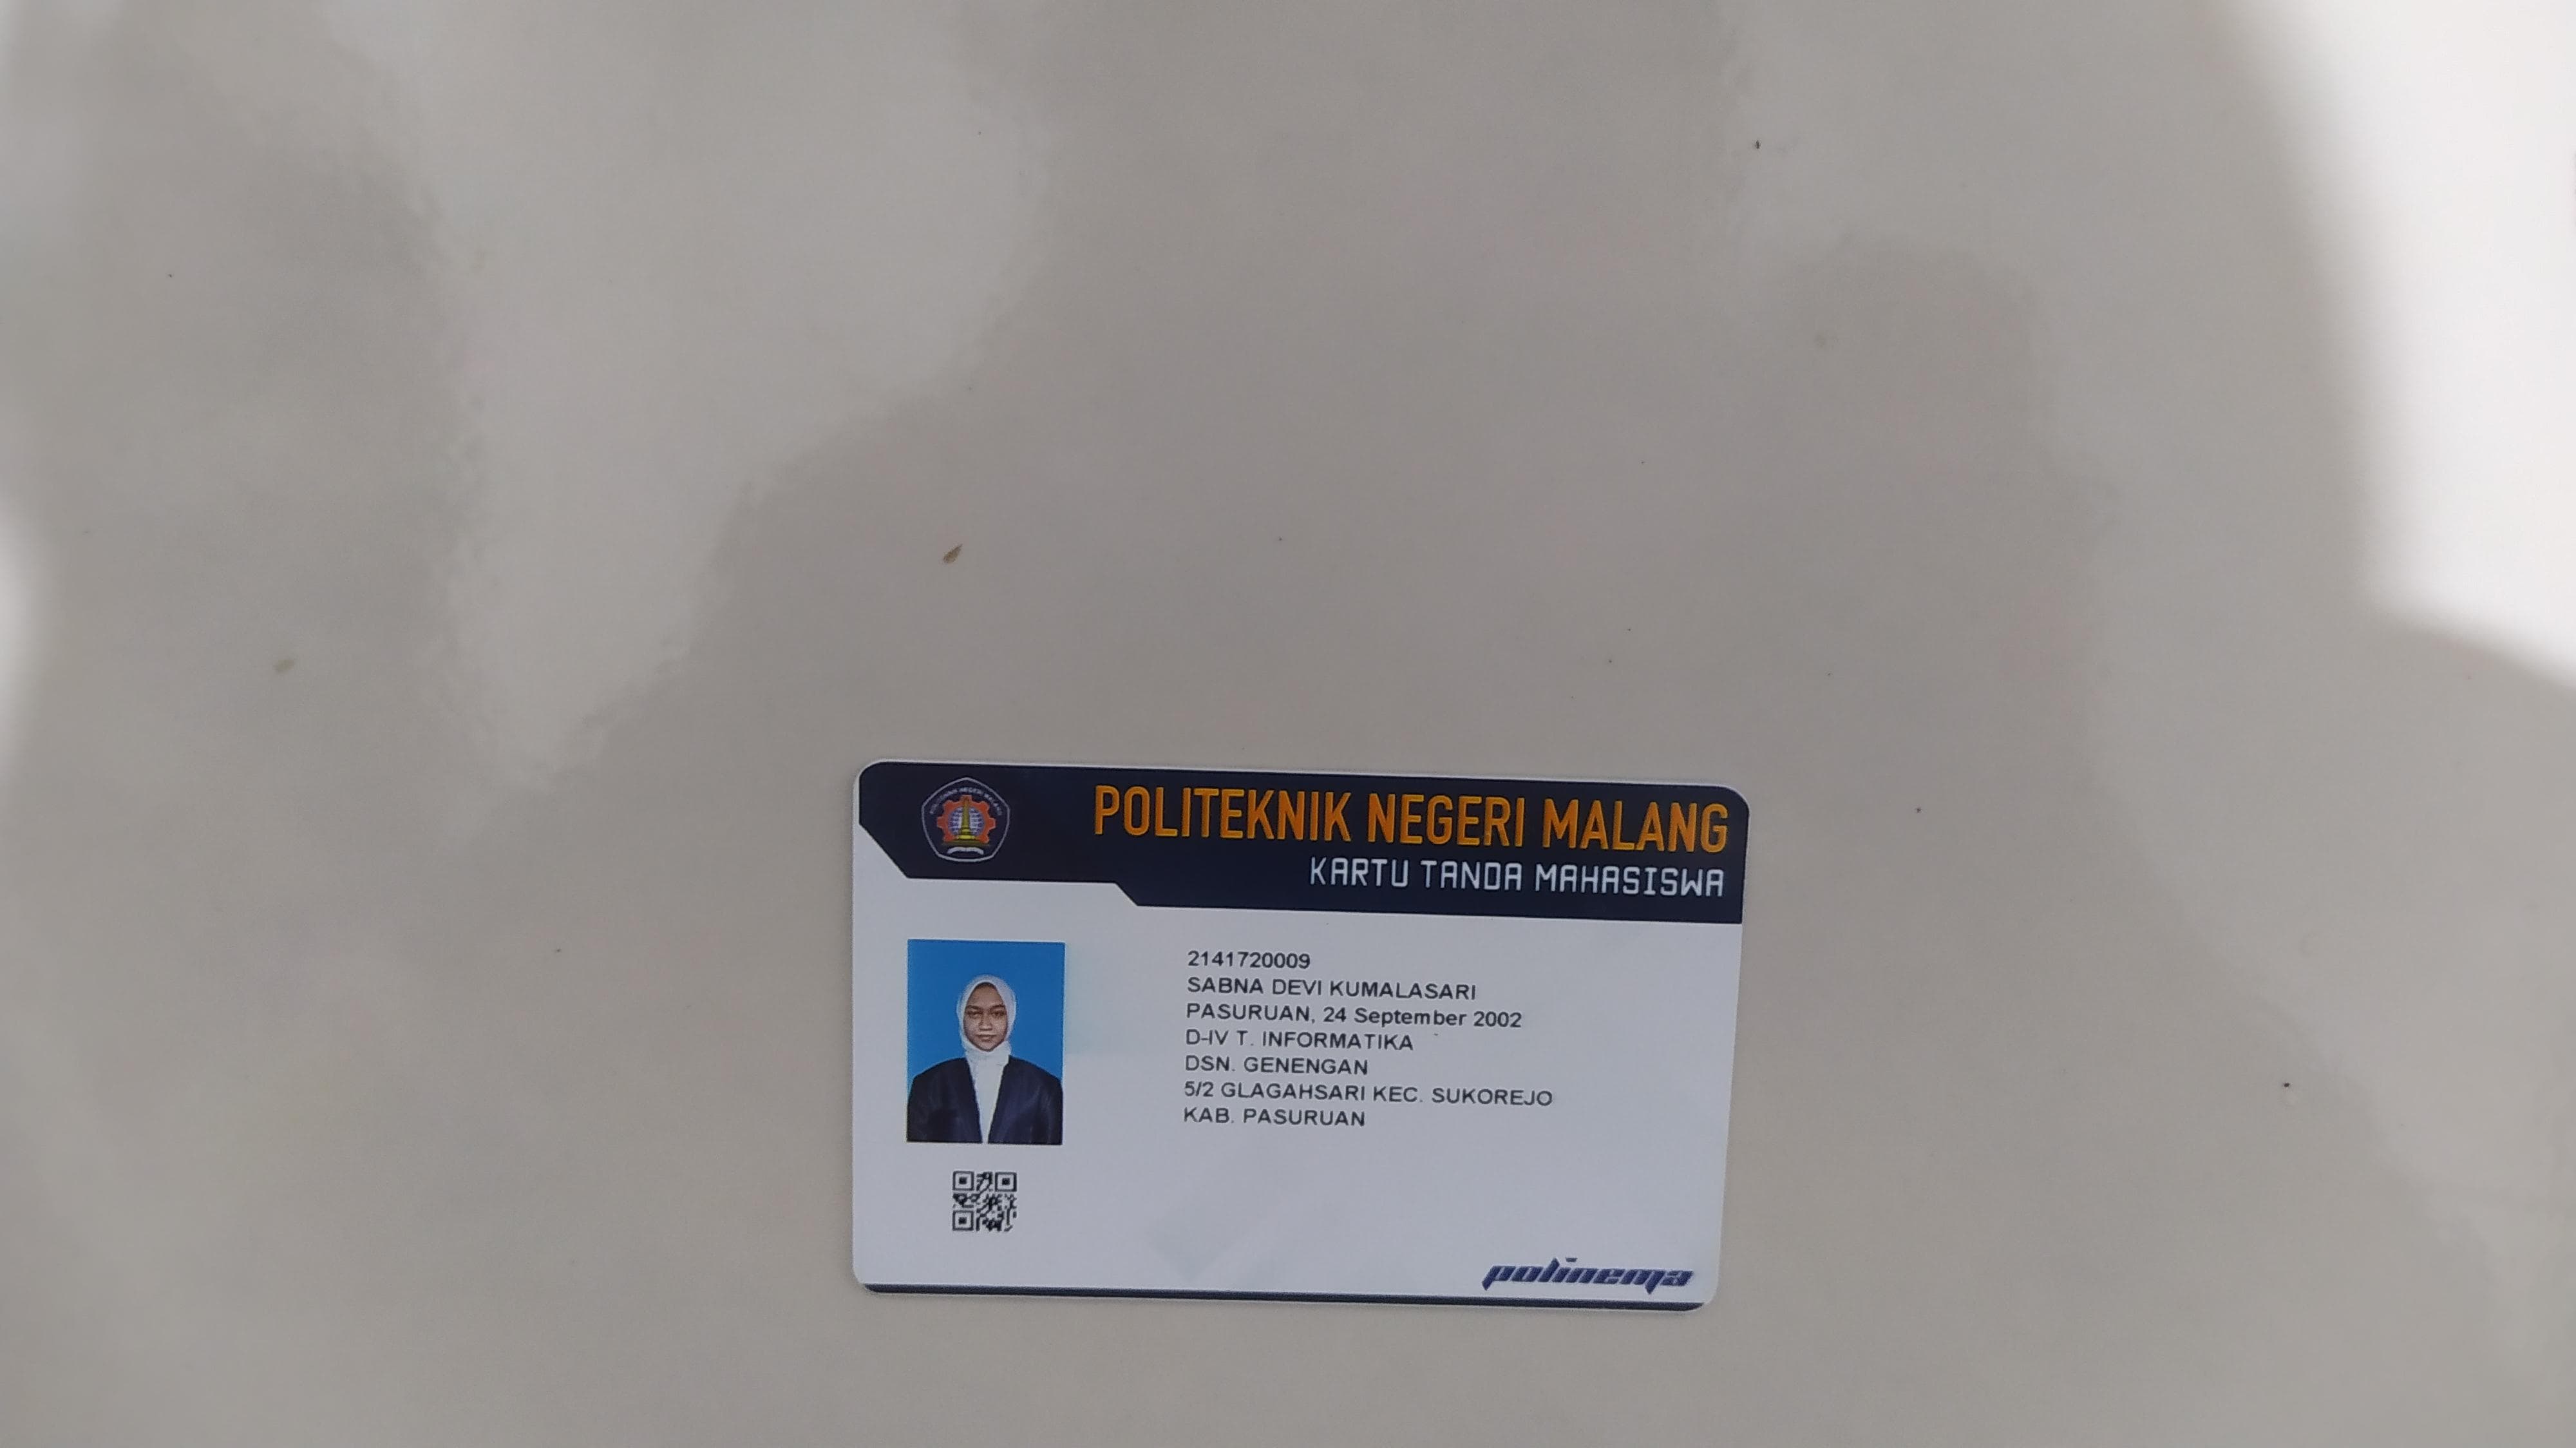 POLITEKNIK NEGERI MALANG
KARTU TANDA MAHASISWA
2141720009
SABNA DEVI KUMALASARI
PASURUAN, 24 September 2002
D-IV T. INFORMATIKA
DSN. GENENGAN
5/2 GLAGAHSARI KEC. SUKOREJO
KAB. PASURUAN
polinema